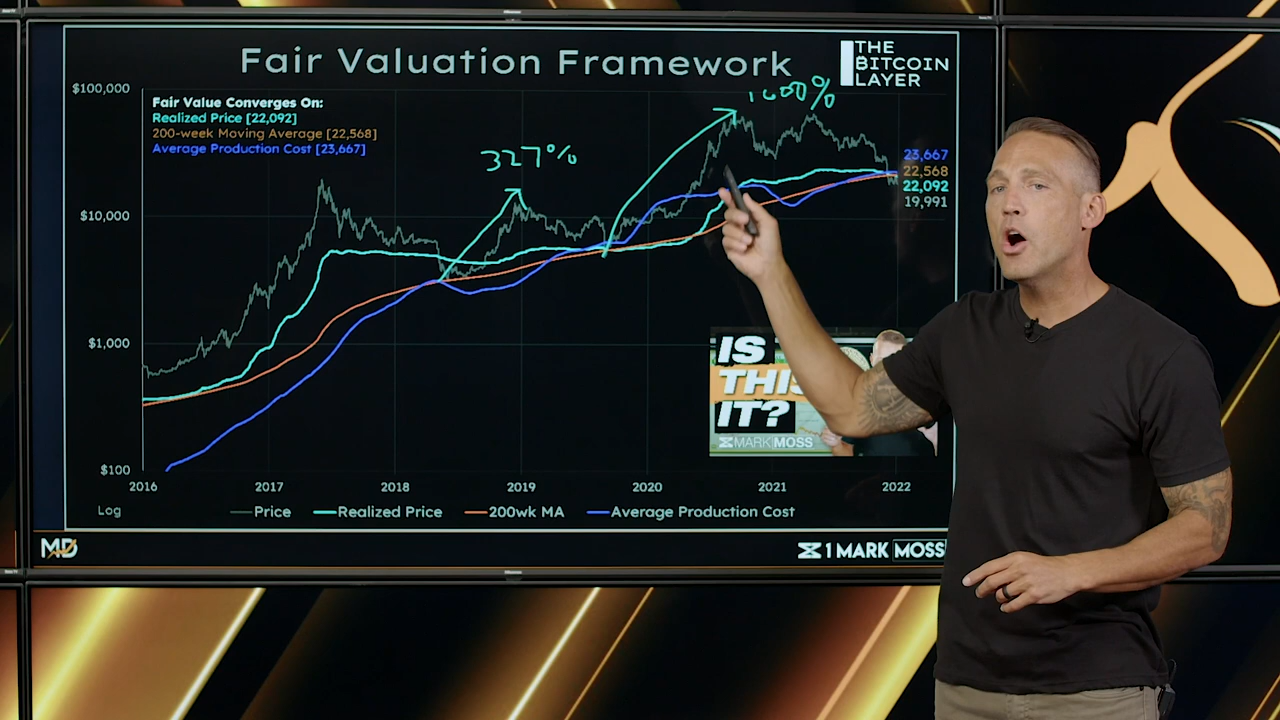 Fair Valuation Framework
THE
BITCOIN
LAYER
$100,000
Fair Value Converges On:
Realized Price [22,092]
200-week Moving Average [22,568]
Average Production Cost [23,667]
327%
1600%
23,667
22,568
22,092
19,991
$10,000
$1,000
$100
IS
THIS
IT?
MARK MOSS
2016 2017 2018 2019 2020 2021 2022
Log
Price Realized Price 200wk MA Average Production Cost
MD
1 MARK MOSS